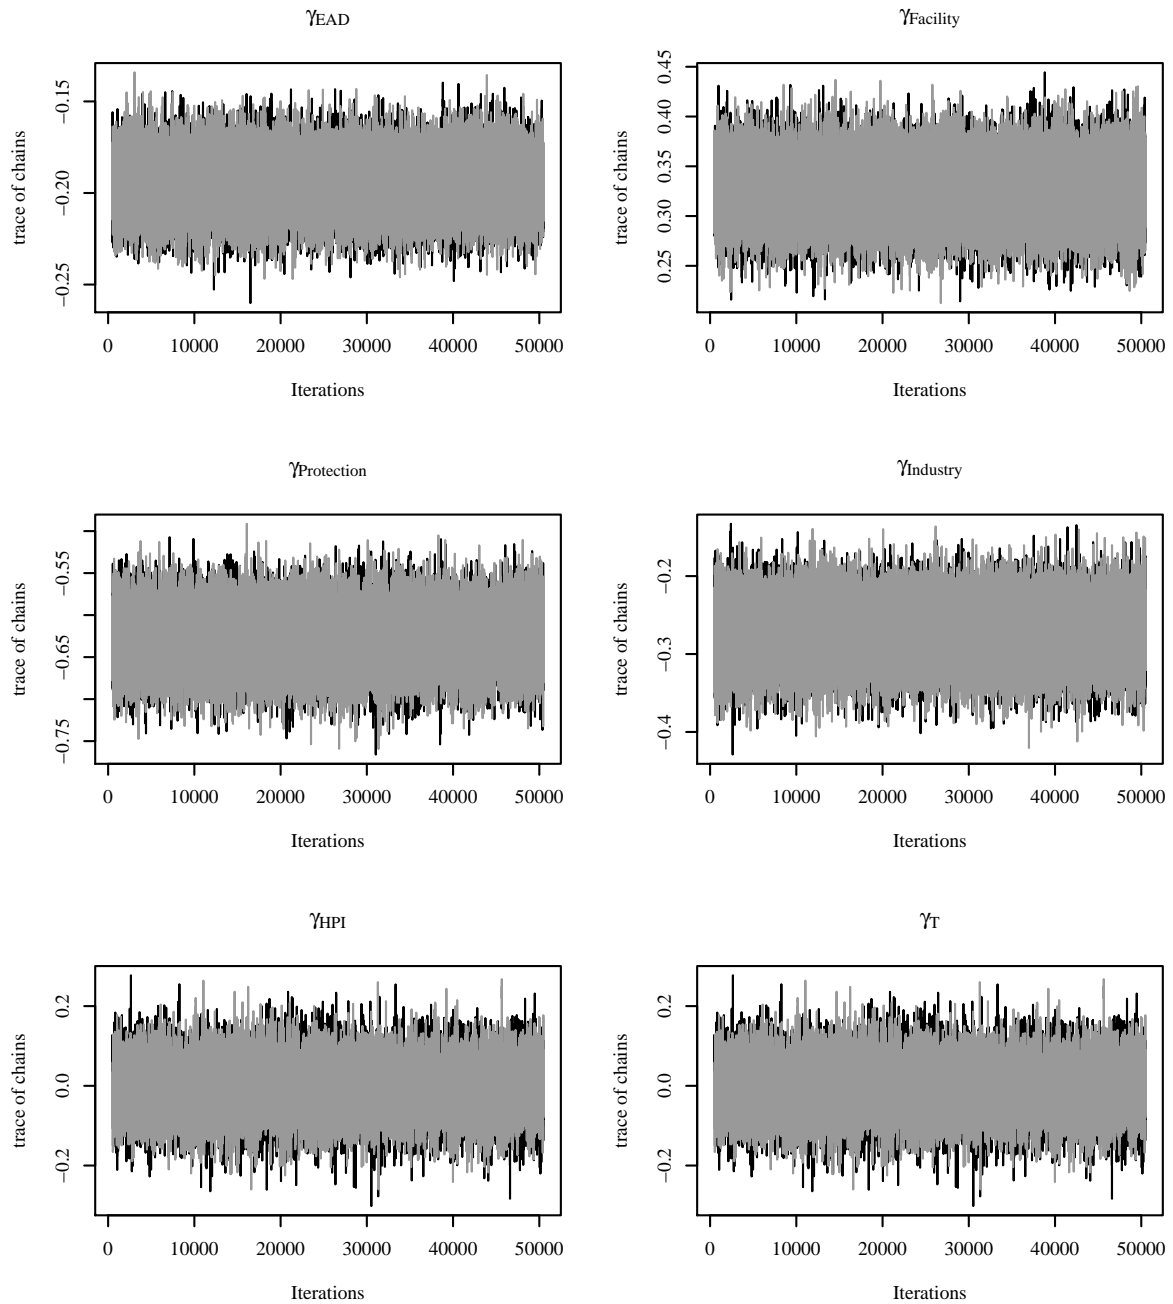 γEAD
γFacility
trace of chains
−0.25 −0.20 −0.15
0 10000 20000 30000 40000 50000
Iterations
trace of chains
0.25 0.30 0.35 0.40 0.45
0 10000 20000 30000 40000 50000
Iterations
γProtection
γIndustry
trace of chains
−0.75 −0.65 −0.55
0 10000 20000 30000 40000 50000
Iterations
trace of chains
−0.4 −0.3 −0.2
0 10000 20000 30000 40000 50000
Iterations
γHPI
γT
trace of chains
−0.2 0.0 0.2
0 10000 20000 30000 40000 50000
Iterations
trace of chains
−0.2 0.0 0.2
0 10000 20000 30000 40000 50000
Iterations